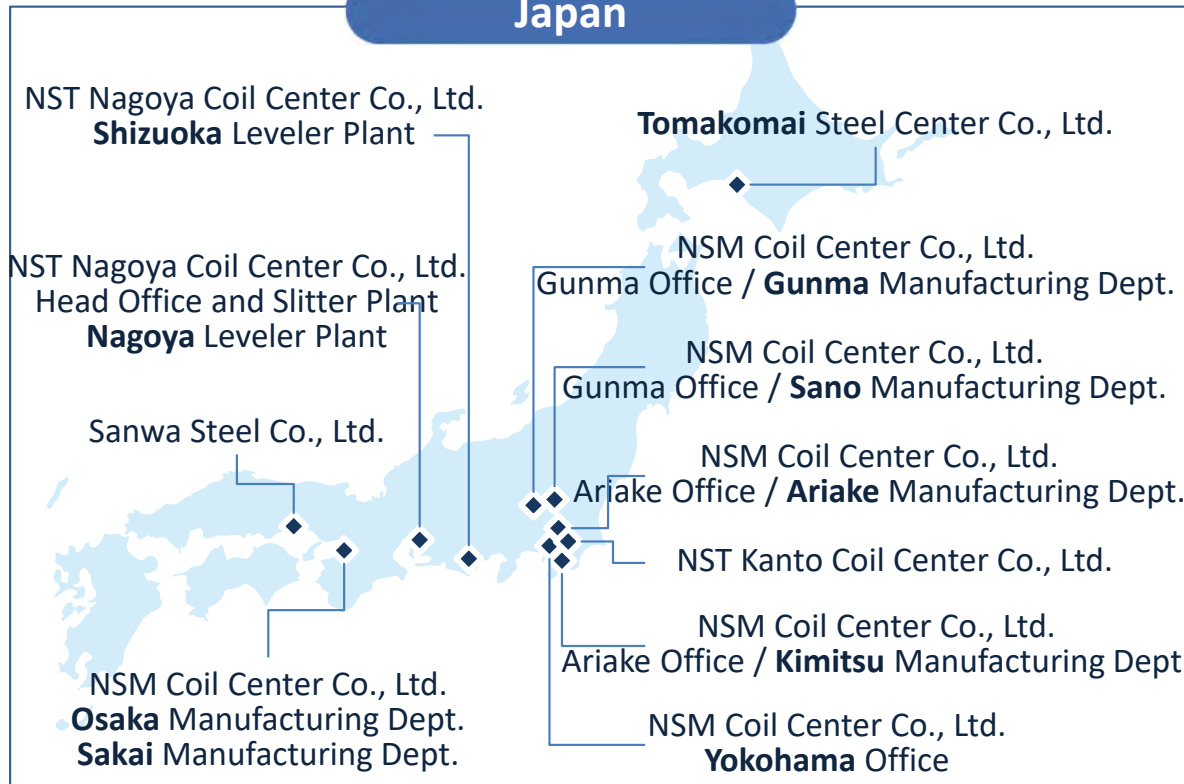 Japan
NST Nagoya Coil Center Co., Ltd.
Shizuoka Leveler Plant
Tomakomai Steel Center Co., Ltd.
NST Nagoya Coil Center Co., Ltd.
Head Office and Slitter Plant
Nagoya Leveler Plant
NSM Coil Center Co., Ltd.
Gunma Office / Gunma Manufacturing Dept.
NSM Coil Center Co., Ltd.
Gunma Office / Sano Manufacturing Dept.
Sanwa Steel Co., Ltd.
NSM Coil Center Co., Ltd.
Ariake Office / Ariake Manufacturing Dept.
NST Kanto Coil Center Co., Ltd.
NSM Coil Center Co., Ltd.
Ariake Office / Kimitsu Manufacturing Dept
NSM Coil Center Co., Ltd.
Osaka Manufacturing Dept.
Sakai Manufacturing Dept.
NSM Coil Center Co., Ltd.
Yokohama Office